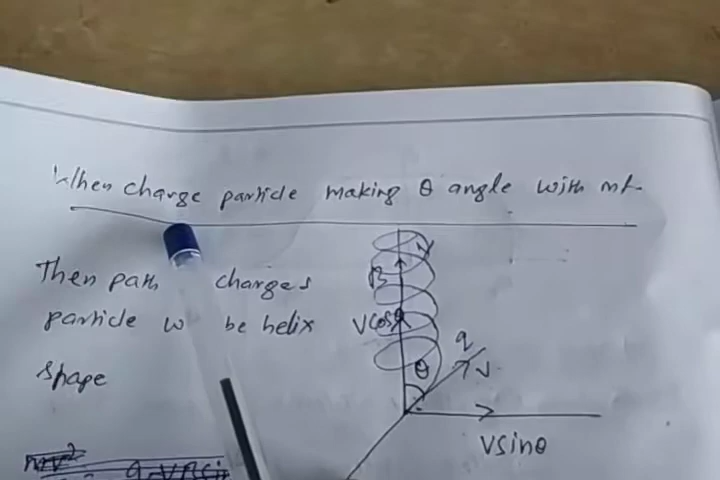 When charge particle making θ angle with mf.
Then path charges
particle w be helix
shape
B
Vcosθ
θ
q
V
Vsinθ